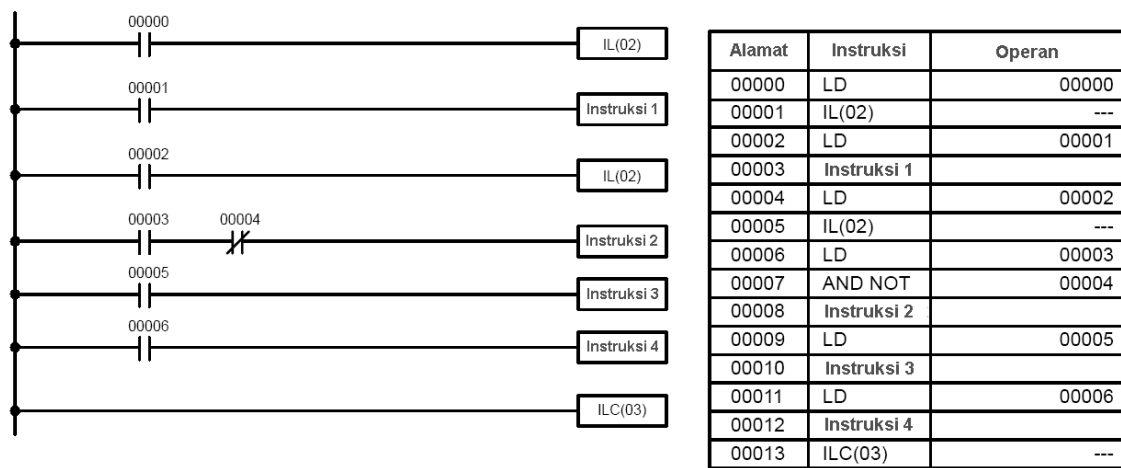 00000
IL(02)
00001
Instruksi 1
00002
IL(02)
00003 00004
Instruksi 2
00005
Instruksi 3
00006
Instruksi 4
ILC(03)
Alamat Instruksi Operan
00000 LD 00000
00001 IL(02) ---
00002 LD 00001
00003 Instruksi 1
00004 LD 00002
00005 IL(02) ---
00006 LD 00003
00007 AND NOT 00004
00008 Instruksi 2
00009 LD 00005
00010 Instruksi 3
00011 LD 00006
00012 Instruksi 4
00013 ILC(03) ---